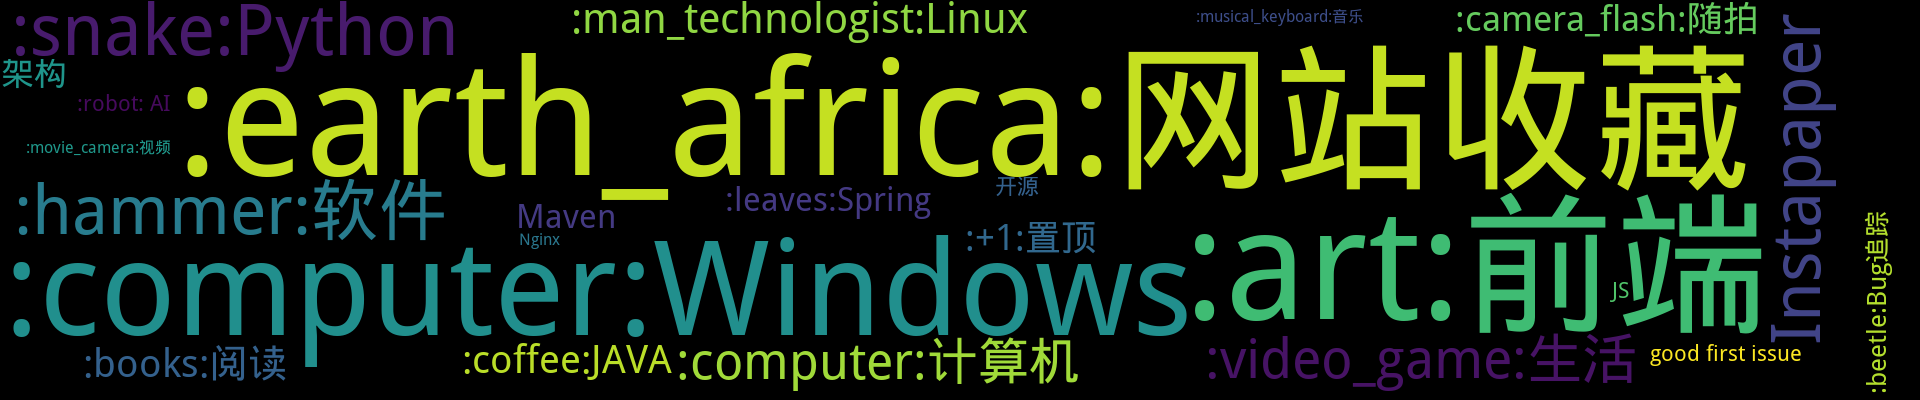 :snake:Python
:man_technologist:Linux
:musical_keyboard:音乐
:camera_flash:随拍
架构
:robot: AI
:earth_africa:网站收藏
Instapaper
:movie_camera:视频
:hammer:软件
Maven
:leaves:Spring
开源
Nginx
:+1:置顶
:computer:Windows
:art:前端
JS
:beetle:Bug追踪
:books:阅读
:coffee:JAVA
:computer:计算机
:video_game:生活
good first issue